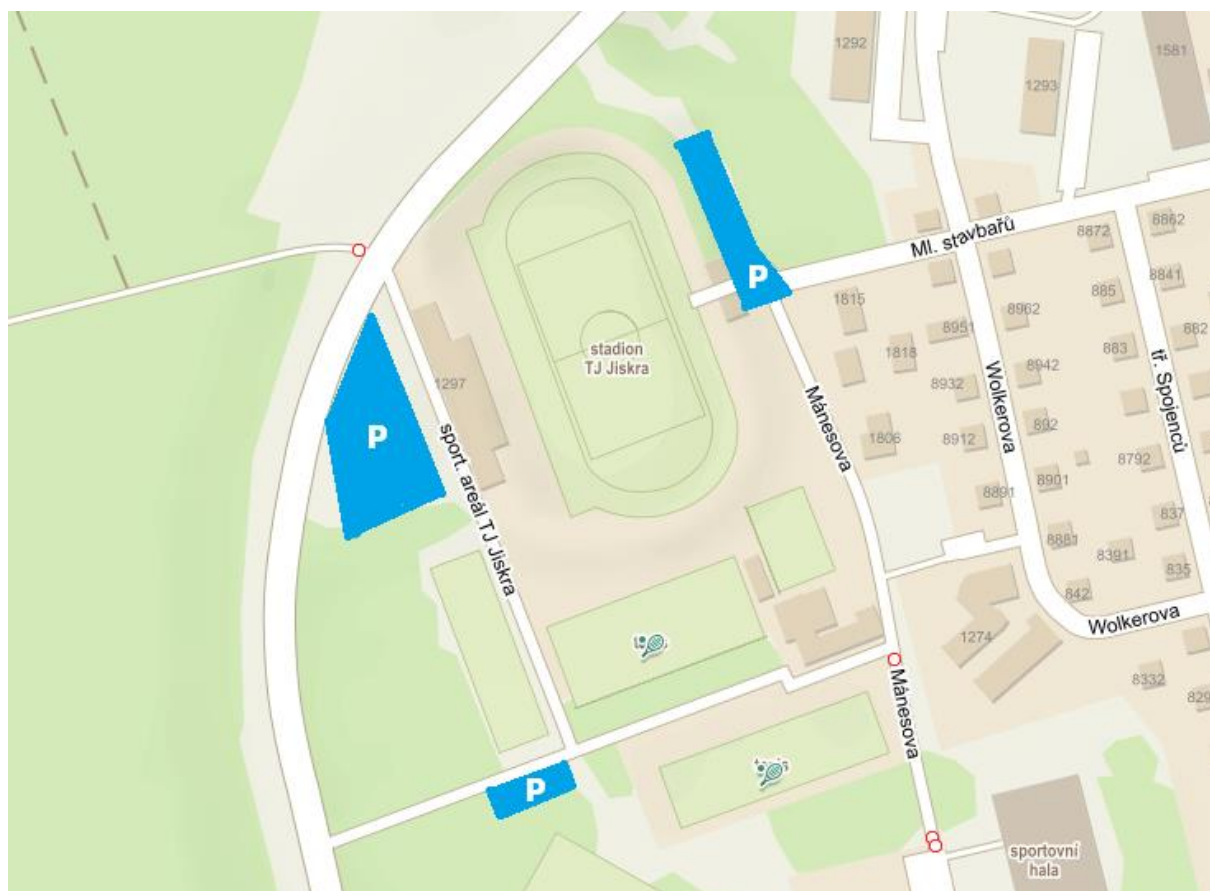 1292
1293
1581
P
Ml. stavbařů
8872
8862
8841
885
882
883
1815
8951
8962
1818
8942
8932
stadion
TJ Jiskra
1297
P
Mánesova
Wolkerova
tř. Spojenců
1806
8912
892
8792
8901
8891
837
sport. areál TJ Jiskra
8881
8391
835
842
Wolkerova
1274
8332
829
Mánesova
P
sportovní
hala